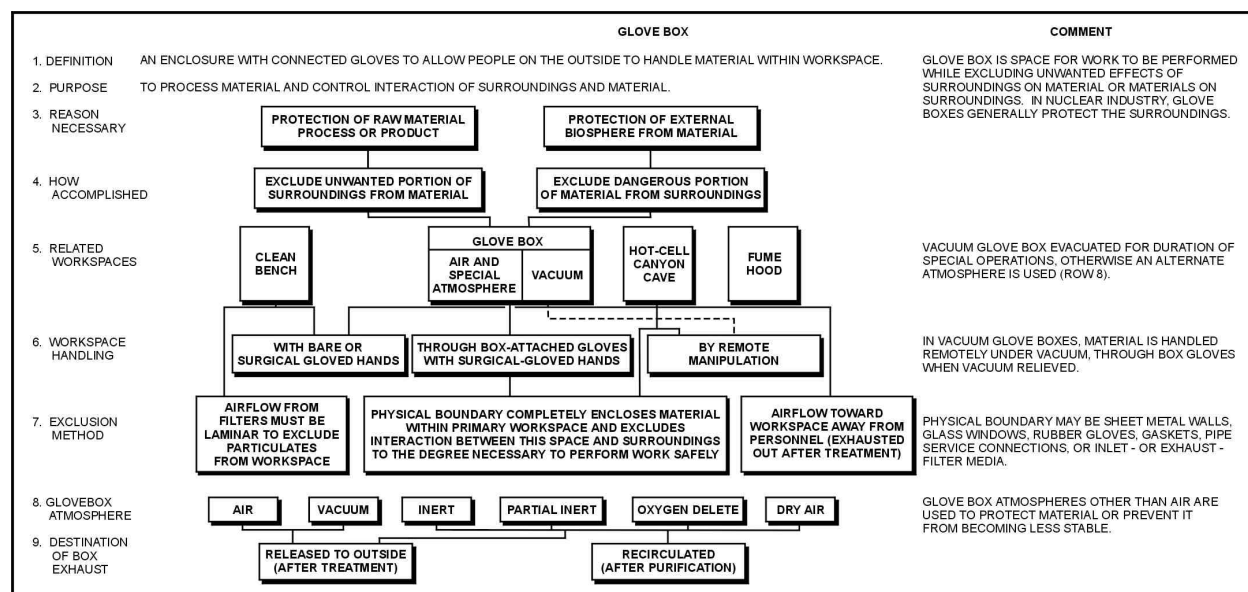 GLOVE BOX
COMMENT
1. DEFINITION
AN ENCLOSURE WITH CONNECTED GLOVES TO ALLOW PEOPLE ON THE OUTSIDE TO HANDLE MATERIAL WITHIN WORKSPACE.
GLOVE BOX IS SPACE FOR WORK TO BE PERFORMED
WHILE EXCLUDING UNWANTED EFFECTS OF
SURROUNDINGS ON MATERIAL OR MATERIALS ON
SURROUNDINGS. IN NUCLEAR INDUSTRY, GLOVE
BOXES GENERALLY PROTECT THE SURROUNDINGS.
2. PURPOSE
TO PROCESS MATERIAL AND CONTROL INTERACTION OF SURROUNDINGS AND MATERIAL.
3. REASON
NECESSARY
PROTECTION OF RAW MATERIAL
PROCESS OR PRODUCT
PROTECTION OF EXTERNAL
BIOSPHERE FROM MATERIAL
4. HOW
ACCOMPLISHED
EXCLUDE UNWANTED PORTION OF
SURROUNDINGS FROM MATERIAL
EXCLUDE DANGEROUS PORTION
OF MATERIAL FROM SURROUNDINGS
5. RELATED
WORKSPACES
CLEAN
BENCH
GLOVE BOX
AIR AND
SPECIAL
ATMOSPHERE
VACUUM
HOT-CELL
CANYON
CAVE
FUME
HOOD
VACUUM GLOVE BOX EVACUATED FOR DURATION OF
SPECIAL OPERATIONS, OTHERWISE AN ALTERNATE
ATMOSPHERE IS USED (ROW 8).
6. WORKSPACE
HANDLING
WITH BARE OR
SURGICAL GLOVED HANDS
THROUGH BOX-ATTACHED GLOVES
WITH SURGICAL-GLOVED HANDS
BY REMOTE
MANIPULATION
IN VACUUM GLOVE BOXES, MATERIAL IS HANDLED
REMOTELY UNDER VACUUM, THROUGH BOX GLOVES
WHEN VACUUM RELIEVED.
7. EXCLUSION
METHOD
AIRFLOW FROM
FILTERS MUST BE
LAMINAR TO EXCLUDE
PARTICULATES
FROM WORKSPACE
PHYSICAL BOUNDARY COMPLETELY ENCLOSES MATERIAL
WITHIN PRIMARY WORKSPACE AND EXCLUDES
INTERACTION BETWEEN THIS SPACE AND SURROUNDINGS
TO THE DEGREE NECESSARY TO PERFORM WORK SAFELY
AIRFLOW TOWARD
WORKSPACE AWAY FROM
PERSONNEL (EXHAUSTED
OUT AFTER TREATMENT)
PHYSICAL BOUNDARY MAY BE SHEET METAL WALLS,
GLASS WINDOWS, RUBBER GLOVES, GASKETS, PIPE
SERVICE CONNECTIONS, OR INLET - OR EXHAUST -
FILTER MEDIA.
8. GLOVEBOX
ATMOSPHERE
AIR
VACUUM
INERT
PARTIAL INERT
OXYGEN DELETE
DRY AIR
GLOVE BOX ATMOSPHERES OTHER THAN AIR ARE
USED TO PROTECT MATERIAL OR PREVENT IT
FROM BECOMING LESS STABLE.
9. DESTINATION
OF BOX
EXHAUST
RELEASED TO OUTSIDE
(AFTER TREATMENT)
RECIRCULATED
(AFTER PURIFICATION)